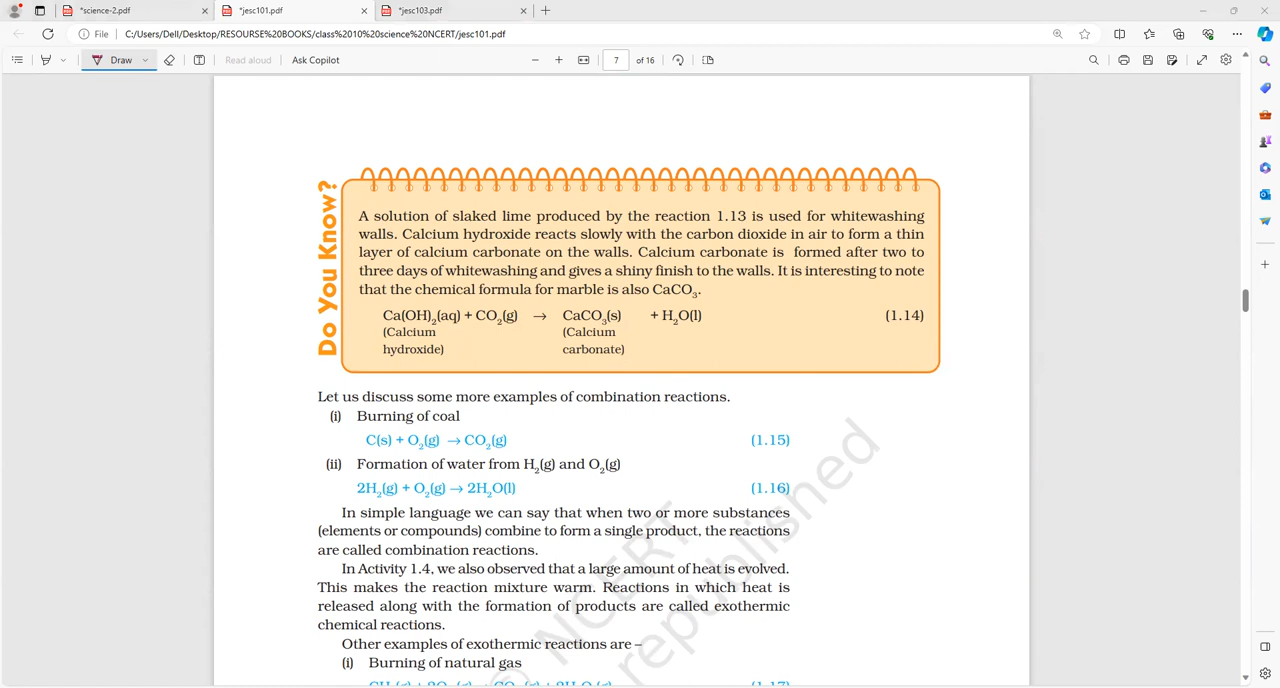 *science-2.pdf
*jesc101.pdf
*jesc103.pdf
File C:/Users/Dell/Desktop/RESOURSE%20BOOKS/class%2010%20science%20NCERT/jesc101.pdf
Draw Read aloud Ask Copilot 7 of 16
Do You Know?
A solution of slaked lime produced by the reaction 1.13 is used for whitewashing
walls. Calcium hydroxide reacts slowly with the carbon dioxide in air to form a thin
layer of calcium carbonate on the walls. Calcium carbonate is formed after two to
three days of whitewashing and gives a shiny finish to the walls. It is interesting to note
that the chemical formula for marble is also CaCO₃.
Ca(OH)₂(aq) + CO₂(g) → CaCO₃(s) + H₂O(l) (1.14)
(Calcium (Calcium
hydroxide) carbonate)
Let us discuss some more examples of combination reactions.
(i) Burning of coal
C(s) + O₂(g) → CO₂(g) (1.15)
(ii) Formation of water from H₂(g) and O₂(g)
2H₂(g) + O₂(g) → 2H₂O(l) (1.16)
In simple language we can say that when two or more substances
(elements or compounds) combine to form a single product, the reactions
are called combination reactions.
In Activity 1.4, we also observed that a large amount of heat is evolved.
This makes the reaction mixture warm. Reactions in which heat is
released along with the formation of products are called exothermic
chemical reactions.
Other examples of exothermic reactions are –
(i) Burning of natural gas
© NCERT
republished